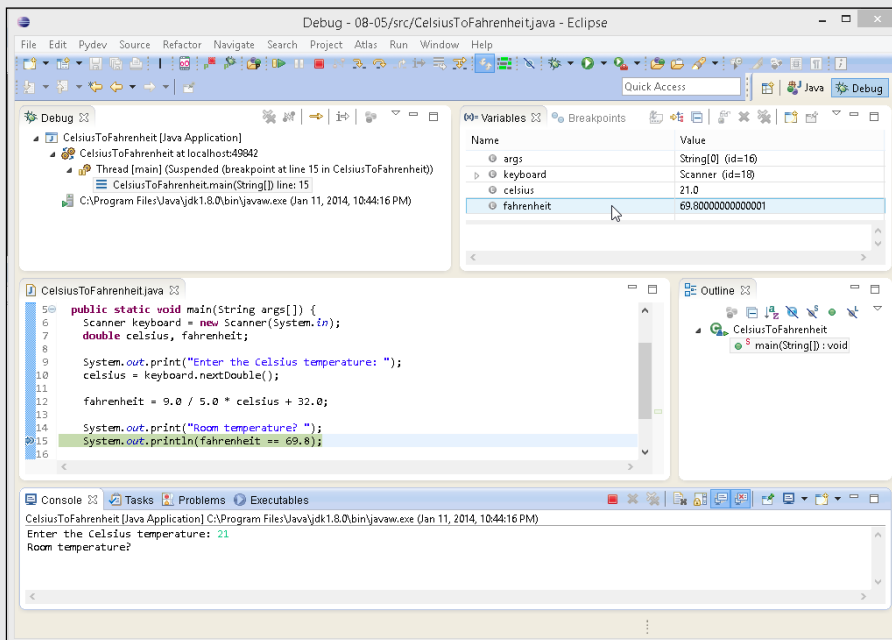 Debug - 08-05/src/CelsiusToFahrenheit.java - Eclipse
File Edit Pydev Source Refactor Navigate Search Project Atlas Run Window Help
Quick Access
Java
Debug
Debug
CelsiusToFahrenheit [Java Application]
CelsiusToFahrenheit at localhost:49842
Thread [main] (Suspended (breakpoint at line 15 in CelsiusToFahrenheit))
CelsiusToFahrenheit.main(String[]) line: 15
C:\Program Files\Java\jdk1.8.0\bin\javaw.exe (Jan 11, 2014, 10:44:16 PM)
(x)= Variables Breakpoints
Name Value
args String[0] (id=16)
keyboard Scanner (id=18)
celsius 21.0
fahrenheit 69.80000000000001
CelsiusToFahrenheit.java
5 public static void main(String args[]) {
6 Scanner keyboard = new Scanner(System.in);
7 double celsius, fahrenheit;
8
9 System.out.print("Enter the Celsius temperature: ");
10 celsius = keyboard.nextDouble();
11
12 fahrenheit = 9.0 / 5.0 * celsius + 32.0;
13
14 System.out.print("Room temperature? ");
15 System.out.println(fahrenheit == 69.8);
16
Outline
CelsiusToFahrenheit
main(String[]) : void
Console Tasks Problems Executables
CelsiusToFahrenheit [Java Application] C:\Program Files\Java\jdk1.8.0\bin\javaw.exe (Jan 11, 2014, 10:44:16 PM)
Enter the Celsius temperature: 21
Room temperature?